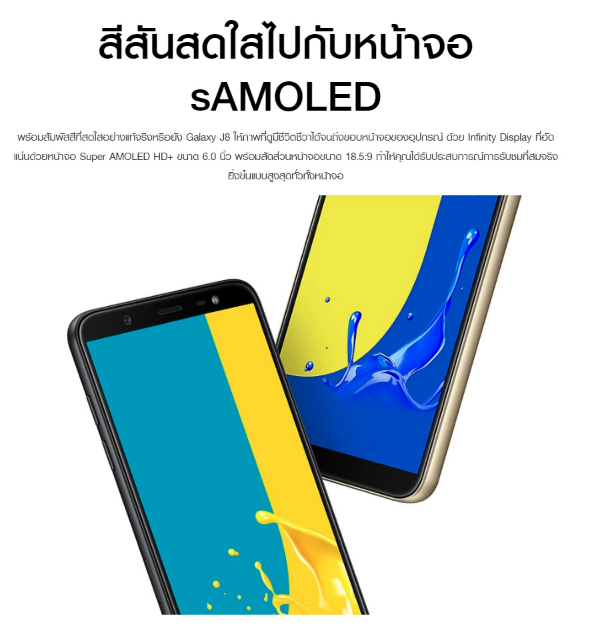 สีสันสดใสไปกับหน้าจอ
sAMOLED
พร้อมสัมผัสสีที่สดใสอย่างแท้จริงหรือยัง Galaxy J8 ให้ภาพที่ดูมีชีวิตชีวาได้จนถึงขอบหน้าจอของอุปกรณ์ ด้วย Infinity Display ที่อัด
แน่นด้วยหน้าจอ Super AMOLED HD+ ขนาด 6.0 นิ้ว พร้อมสัดส่วนหน้าจอขนาด 18.5:9 ทำให้คุณได้รับประสบการณ์การรับชมที่สมจริง
ยิ่งขึ้นแบบสูงสุดทั่วทั้งหน้าจอ